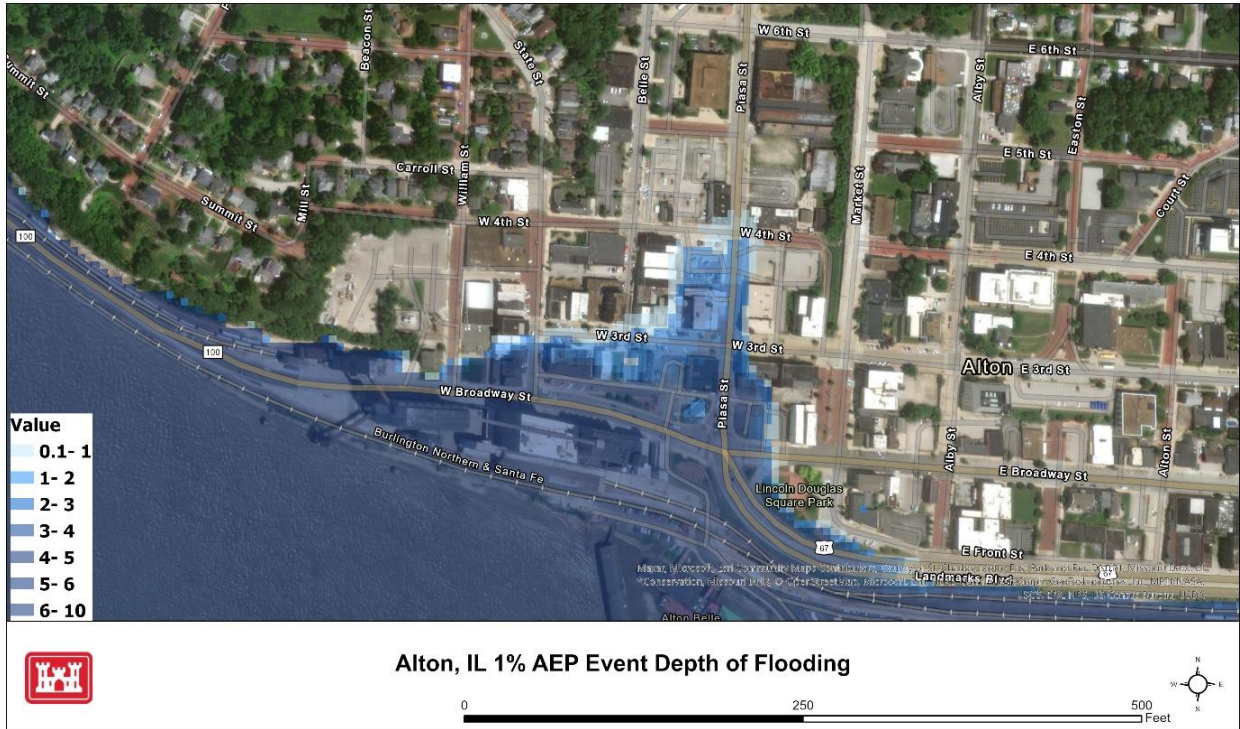 W 6th St
E 6th St
Beacon St
State St
Belle St
Piasa St
Alby St
Easton St
Summit St
E 5th St
Carroll St
William St
Market St
Court St
Mill St
Summit St
W 4th St
W 4th St
E 4th St
100
100
W 3rd St
W 3rd St
Alton
E 3rd St
Piasa St
W Broadway St
Burlington Northern & Santa Fe
Alby St
Alton St
E Broadway St
Lincoln Douglas
Square Park
67
E Front St
Landmarks Blvd
67
Alton Belle
Value
0.1- 1
1- 2
2- 3
3- 4
4- 5
5- 6
6- 10
Alton, IL 1% AEP Event Depth of Flooding
N
W
E
S
0
250
500
Feet